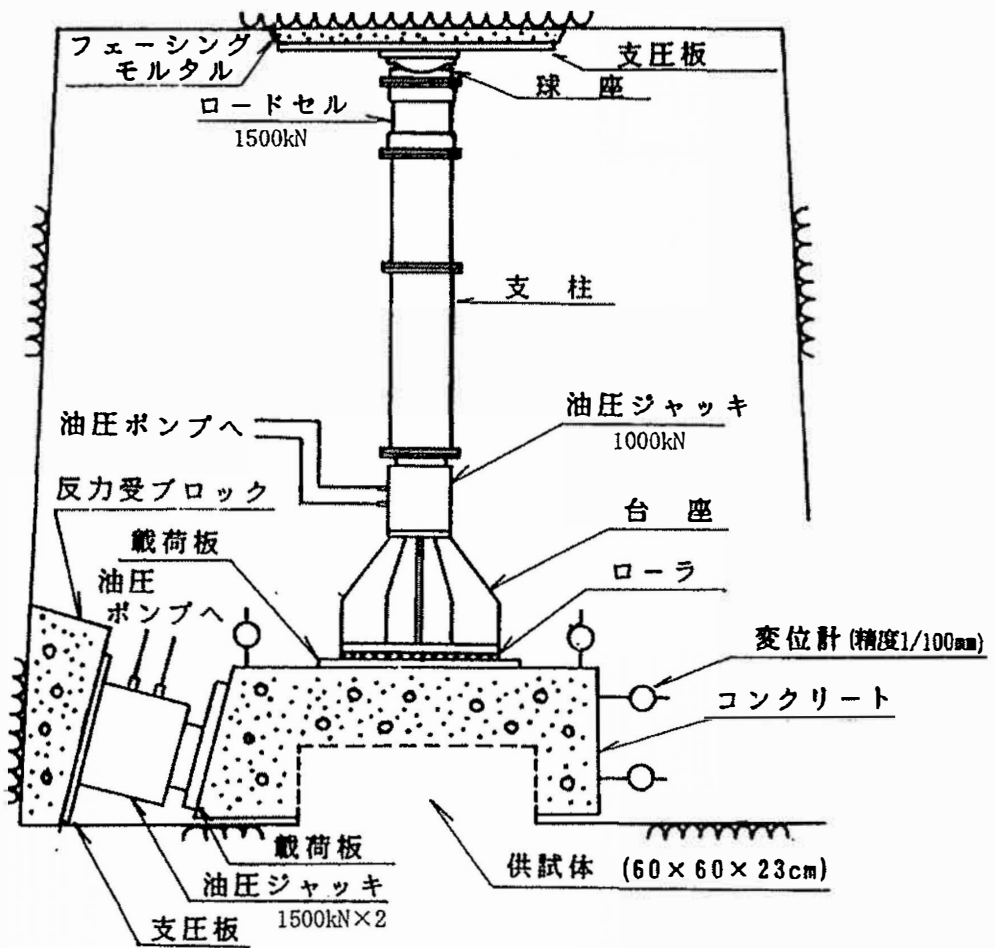 フェーシング
モルタル
支圧板
球座
ロードセル
1500kN
支柱
油圧ポンプへ
油圧ジャッキ
1000kN
反力受ブロック
台座
載荷板
ローラ
油圧
ポンプへ
変位計(精度1/100mm)
コンクリート
載荷板
供試体 (60×60×23cm)
油圧ジャッキ
1500kN×2
支圧板